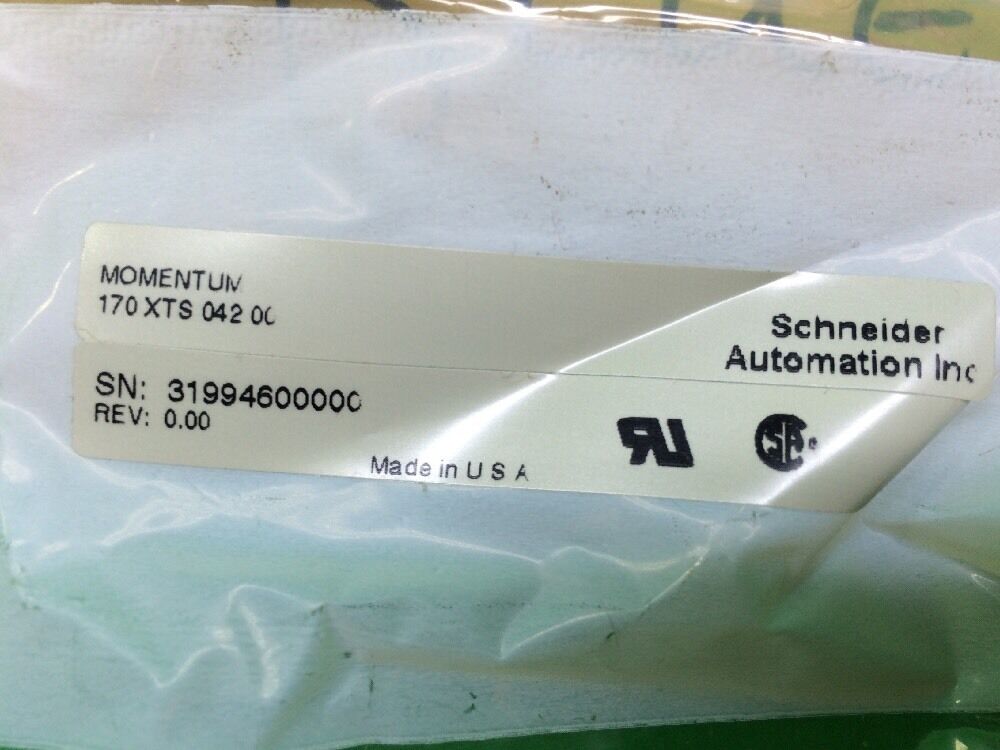 MOMENTUM
170 XTS 042 00
Schneider
Automation Inc
SN: 31994600000
REV: 0.00
Made in U S A